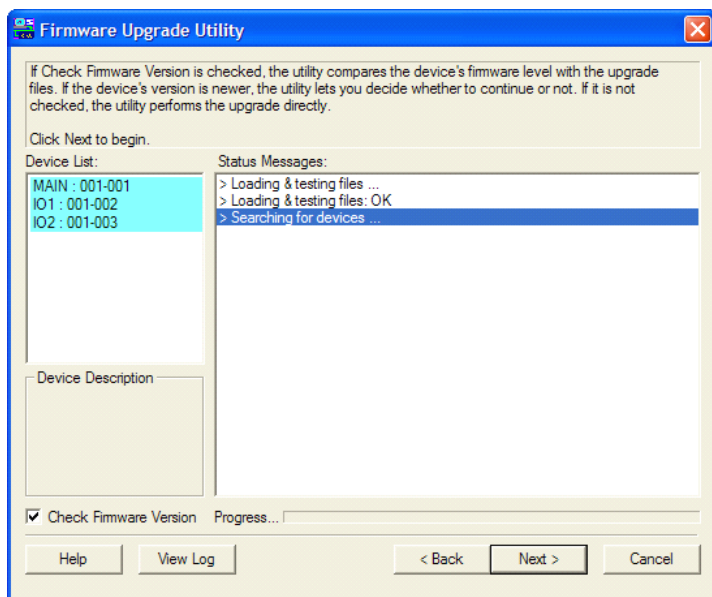 Firmware Upgrade Utility
If Check Firmware Version is checked, the utility compares the device's firmware level with the upgrade
files. If the device's version is newer, the utility lets you decide whether to continue or not. If it is not
checked, the utility performs the upgrade directly.
Click Next to begin.
Device List:
MAIN : 001-001
IO1 : 001-002
IO2 : 001-003
Status Messages:
> Loading & testing files ...
> Loading & testing files: OK
> Searching for devices ...
Device Description
Check Firmware Version
Progress...
Help
View Log
< Back
Next >
Cancel